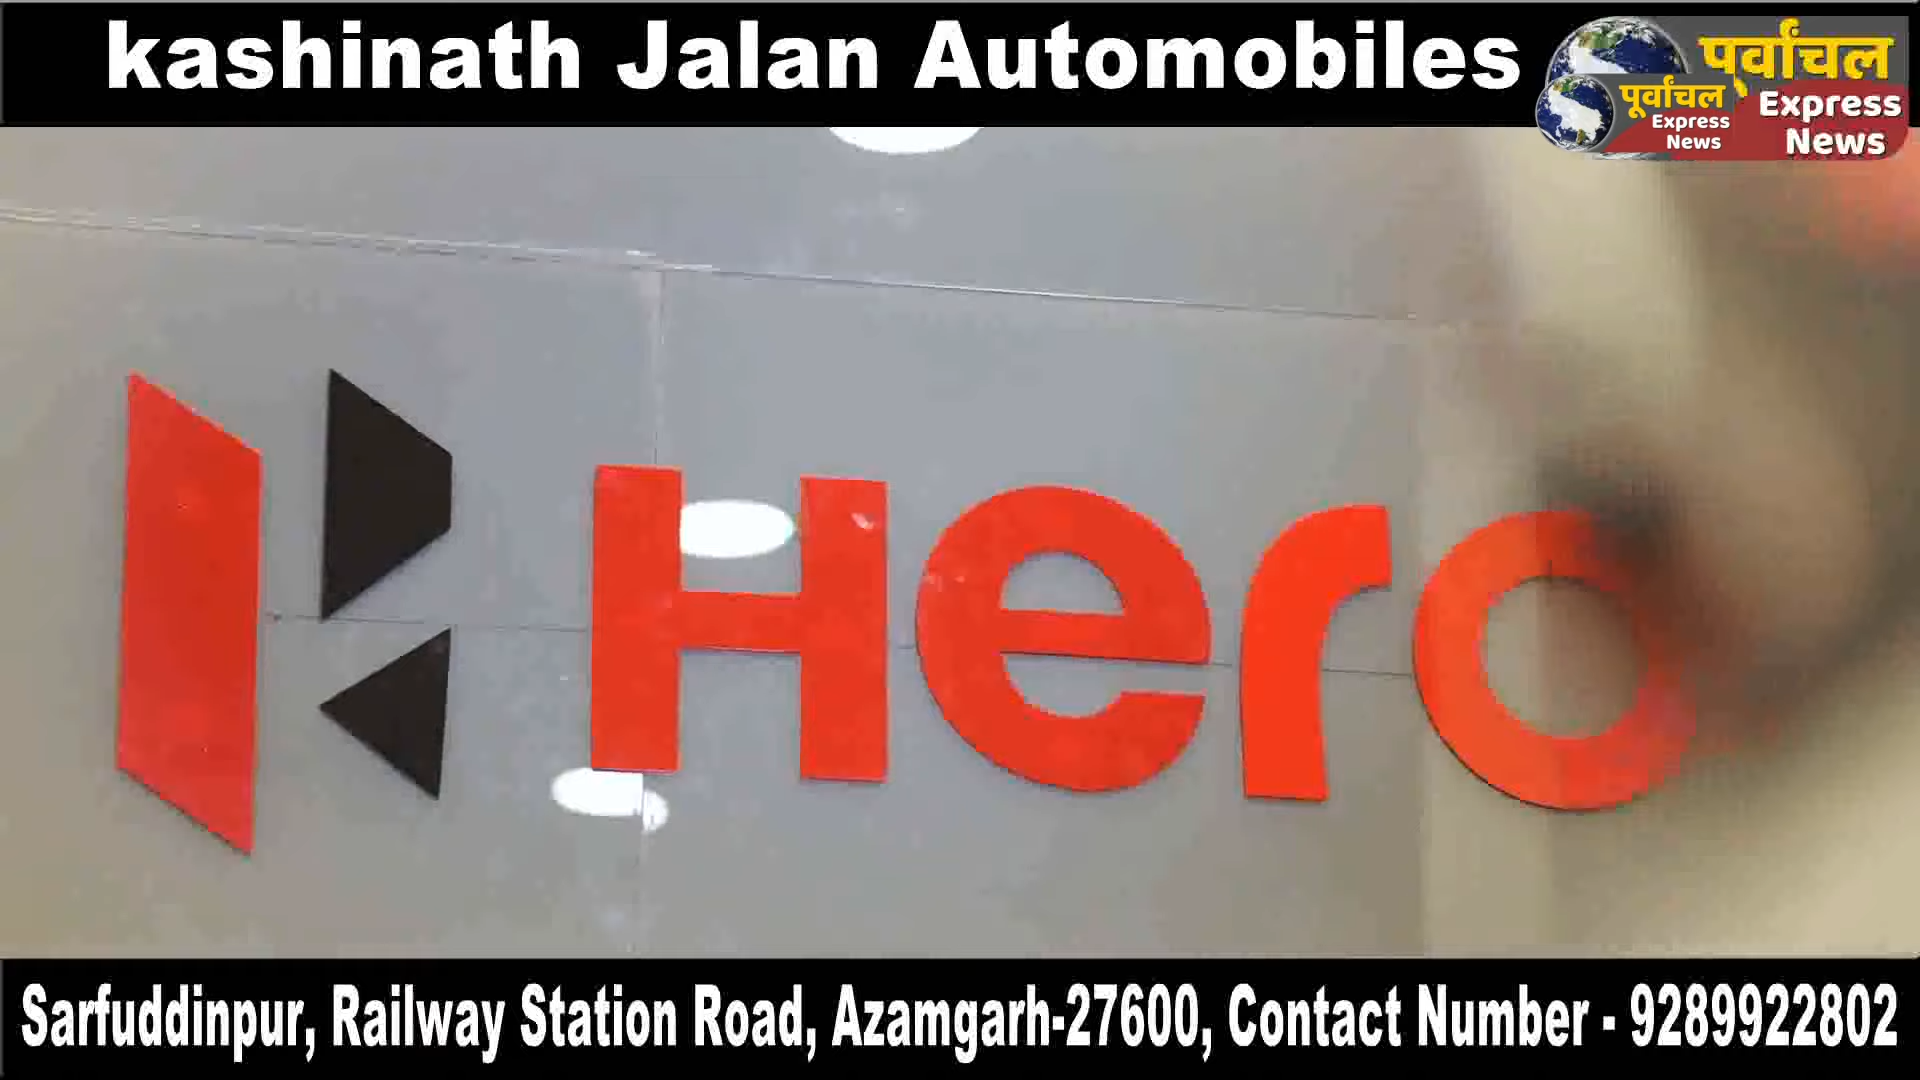 kashinath Jalan Automobiles
पूर्वांचल
Express
News
पूर्वांचल
Express
News
Hero
Sarfuddinpur, Railway Station Road, Azamgarh-27600, Contact Number - 9289922802